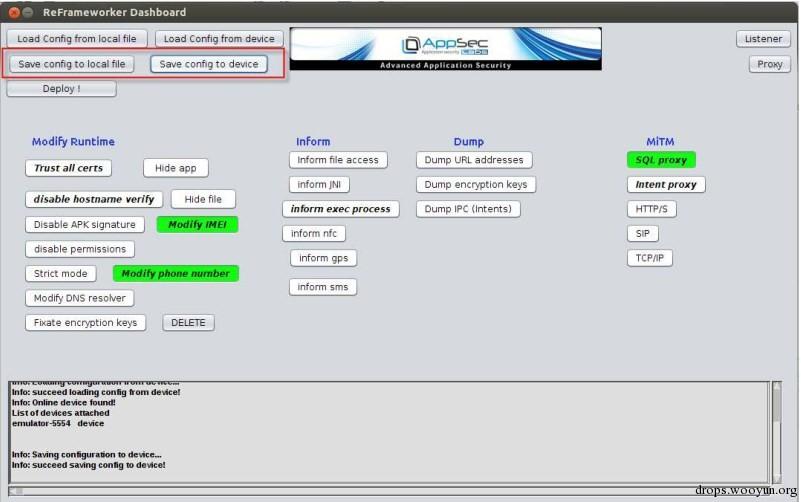 ReFrameworker Dashboard
Load Config from local file
Load Config from device
AppSec
Application security Labs
Advanced Application Security
Listener
Save config to local file
Save config to device
Proxy
Deploy !
Modify Runtime
Trust all certs
Hide app
disable hostname verify
Hide file
Disable APK signature
Modify IMEI
disable permissions
Strict mode
Modify phone number
Modify DNS resolver
Fixate encryption keys
DELETE
Inform
Inform file access
inform JNI
inform exec process
inform nfc
inform gps
inform sms
Dump
Dump URL addresses
Dump encryption keys
Dump IPC (Intents)
MiTM
SQL proxy
Intent proxy
HTTP/S
SIP
TCP/IP
Info: Loading configuration from device...
Info: succeed loading config from device!
Info: Online device found!
List of devices attached
emulator-5554 device
Info: Saving configuration to device...
Info: succeed saving config to device!
drops.wooyun.org